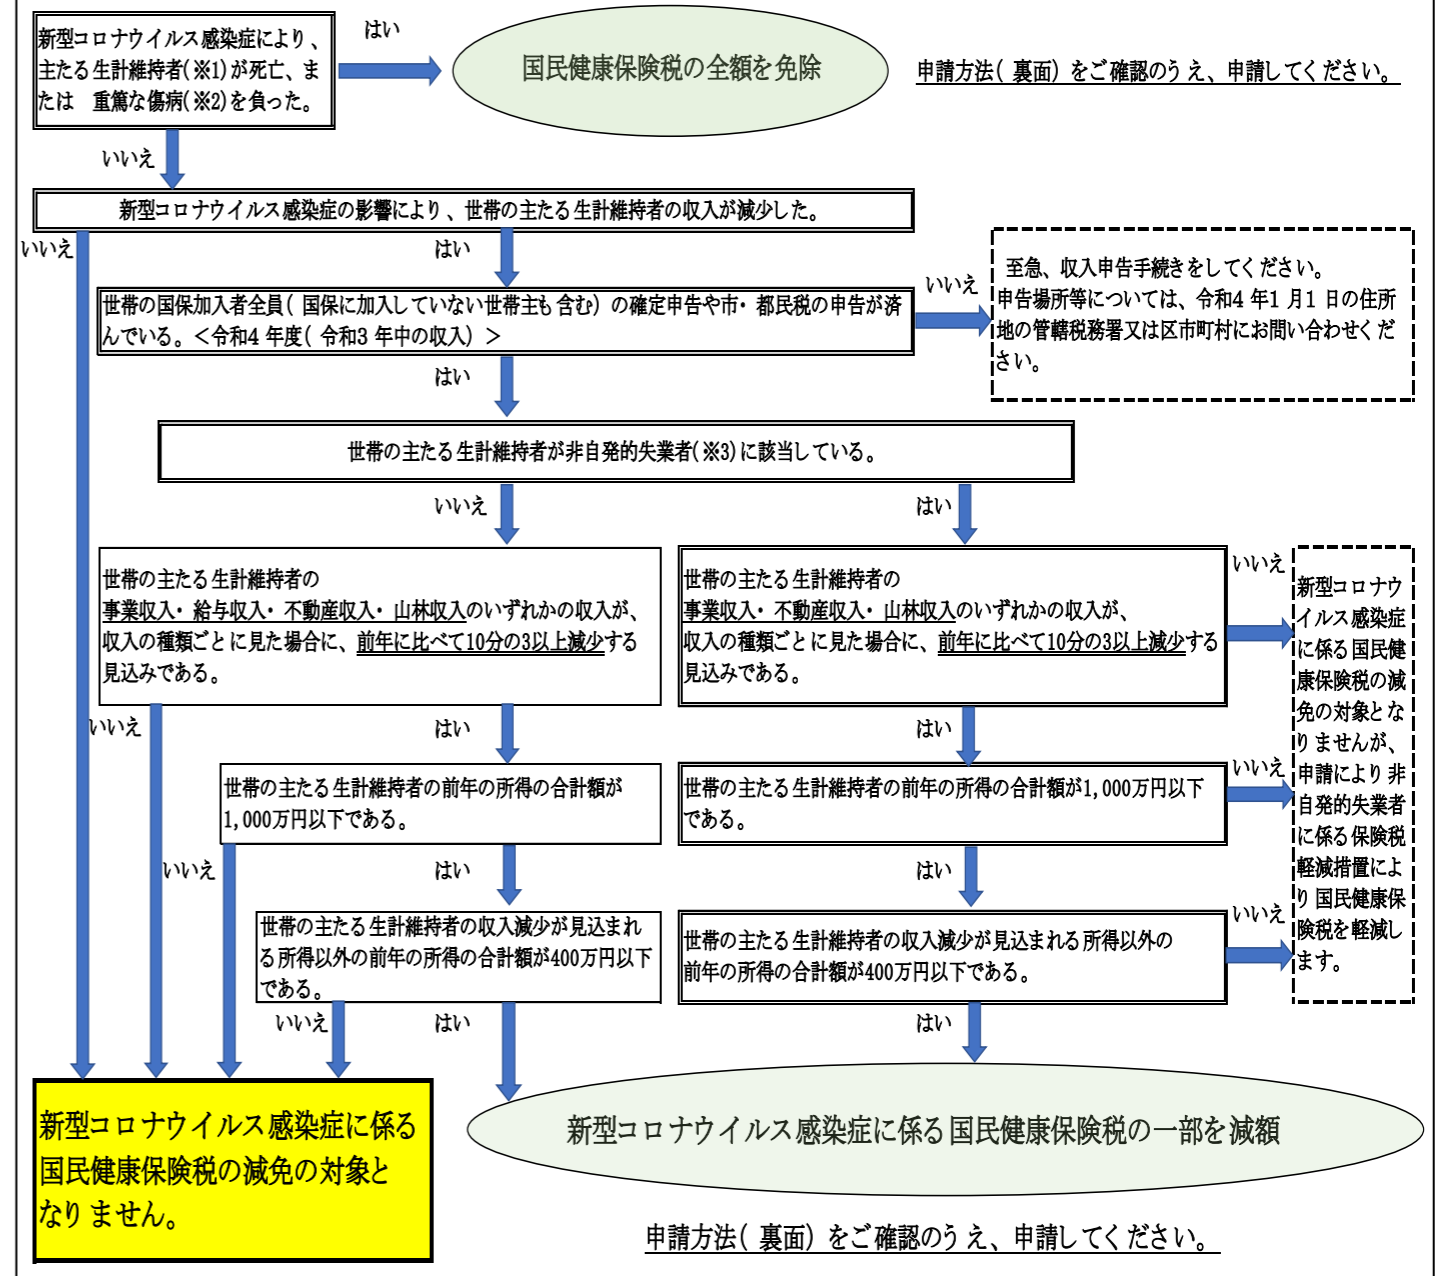 新型コロナウイルス感染症により、
主たる生計維持者(※1)が死亡、ま
たは　重篤な傷病(※2)を負った。
はい
国民健康保険税の全額を免除
申請方法(裏面)をご確認のうえ、申請してください。
いいえ
新型コロナウイルス感染症の影響により、世帯の主たる生計維持者の収入が減少した。
いいえ
はい
世帯の国保加入者全員(国保に加入していない世帯主も含む)の確定申告や市・都民税の申告が済
んでいる。＜令和4年度(令和3年中の収入)＞
いいえ
至急、収入申告手続きをしてください。
申告場所等については、令和4年1月1日の住所
地の管轄税務署又は区市町村にお問い合わせくだ
さい。
はい
世帯の主たる生計維持者が非自発的失業者(※3)に該当している。
いいえ
はい
世帯の主たる生計維持者の
事業収入・給与収入・不動産収入・山林収入のいずれかの収入が、
収入の種類ごとに見た場合に、前年に比べて10分の3以上減少する
見込みである。
世帯の主たる生計維持者の
事業収入・不動産収入・山林収入のいずれかの収入が、
収入の種類ごとに見た場合に、前年に比べて10分の3以上減少する
見込みである。
いいえ
新型コロナウ
イルス感染症
に係る国民健
康保険税の減
免の対象とな
りませんが、
申請により非
自発的失業者
に係る保険税
軽減措置によ
り国民健康保
険税を軽減し
ます。
いいえ
はい
はい
世帯の主たる生計維持者の前年の所得の合計額が
1,000万円以下である。
世帯の主たる生計維持者の前年の所得の合計額が1,000万円以下
である。
いいえ
いいえ
はい
はい
世帯の主たる生計維持者の収入減少が見込まれ
る所得以外の前年の所得の合計額が400万円以下
である。
世帯の主たる生計維持者の収入減少が見込まれる所得以外の
前年の所得の合計額が400万円以下である。
いいえ
いいえ
はい
はい
新型コロナウイルス感染症に係る
国民健康保険税の減免の対象と
なりません。
新型コロナウイルス感染症に係る国民健康保険税の一部を減額
申請方法(裏面)をご確認のうえ、申請してください。